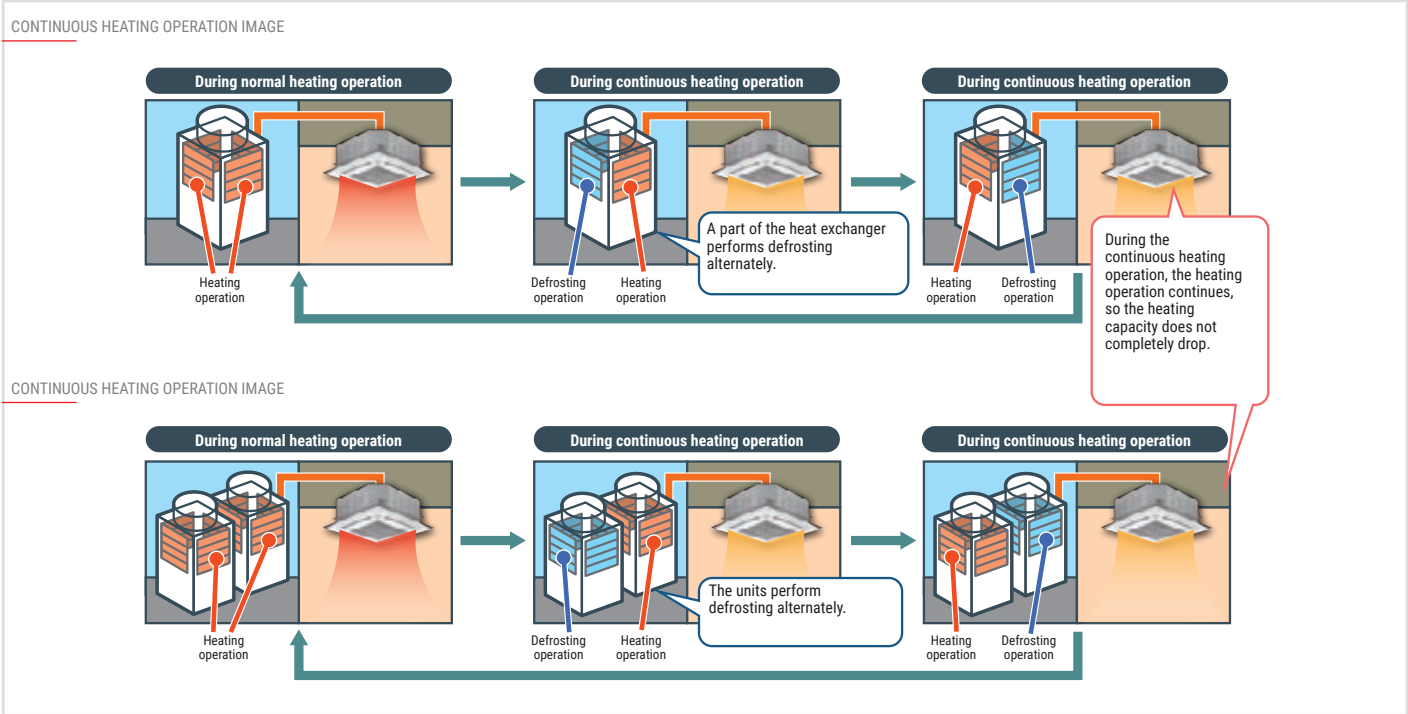 CONTINUOUS HEATING OPERATION IMAGE
During normal heating operation
During continuous heating operation
During continuous heating operation
Heating
operation
Defrosting
operation
Heating
operation
A part of the heat exchanger
performs defrosting
alternately.
Heating
operation
Defrosting
operation
During the
continuous heating
operation, the heating
operation continues,
so the heating
capacity does not
completely drop.
CONTINUOUS HEATING OPERATION IMAGE
During normal heating operation
During continuous heating operation
During continuous heating operation
Heating
operation
Defrosting
operation
Heating
operation
The units perform
defrosting alternately.
Heating
operation
Defrosting
operation